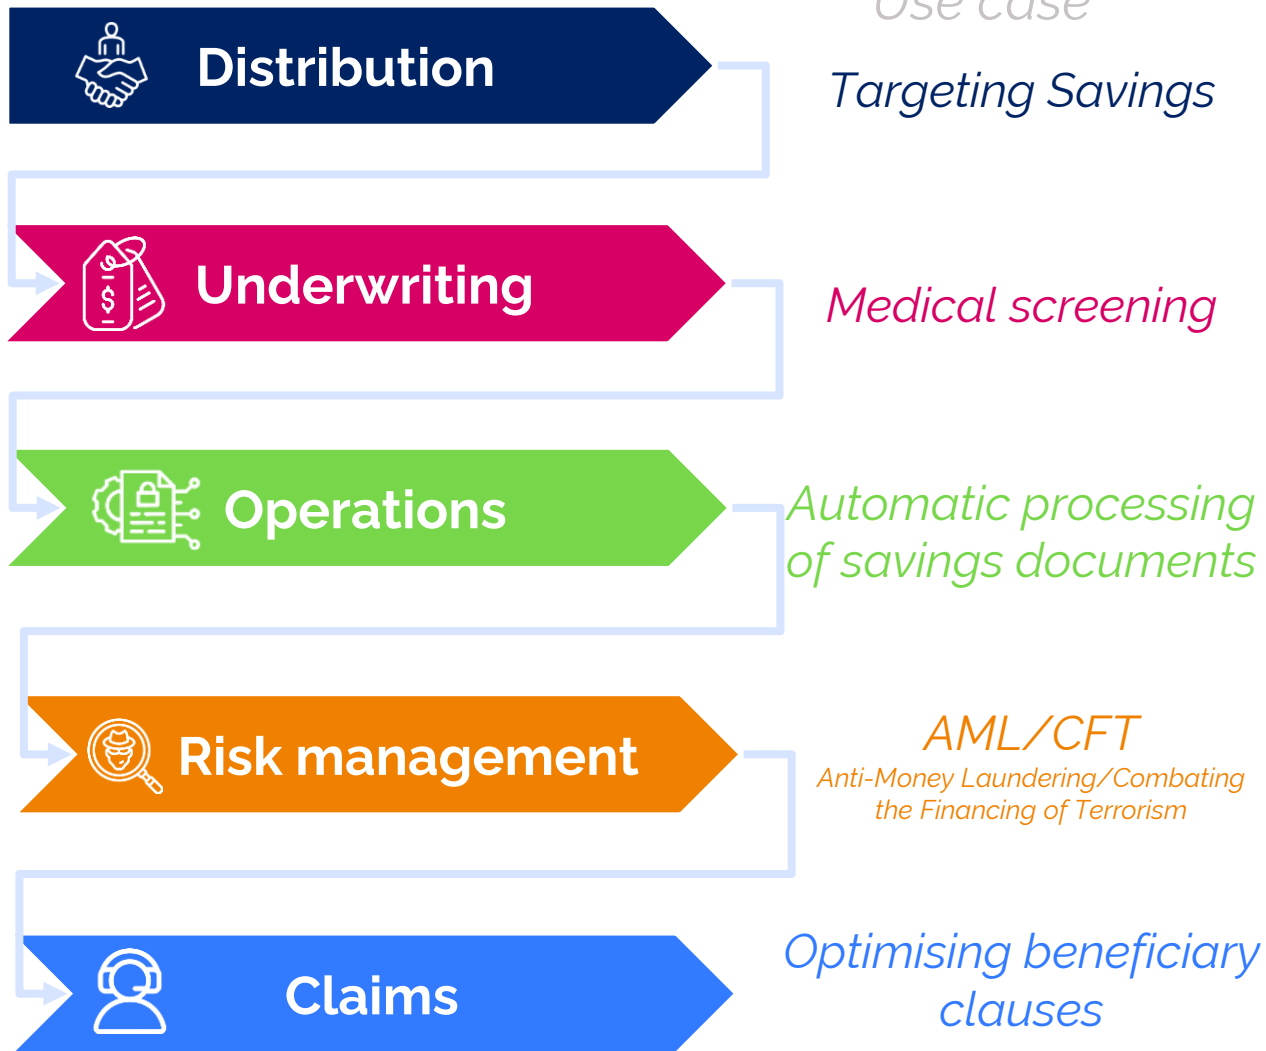 Use case
Distribution
Targeting Savings
Underwriting
$
Medical screening
Operations
Automatic processing
of savings documents
Risk management
AML/CFT
Anti-Money Laundering/Combating
the Financing of Terrorism
Claims
Optimising beneficiary
clauses